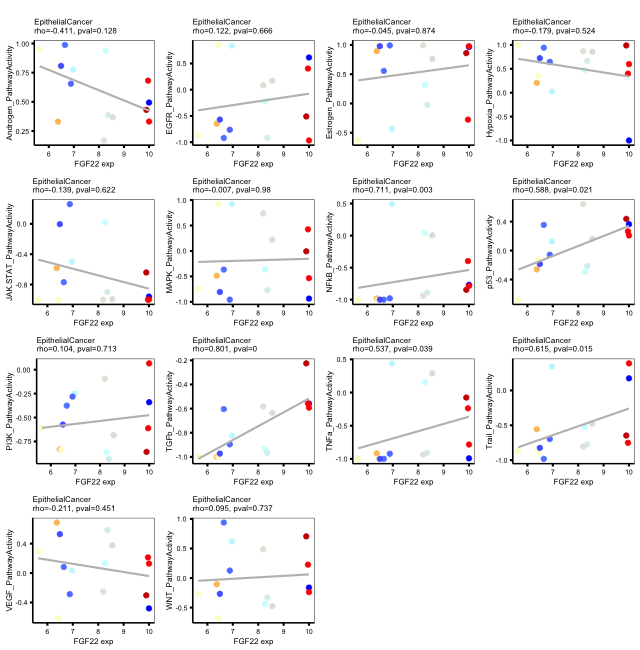 EpithelialCancer
rho=-0.411, pval=0.128
Androgen_PathwayActivity
1.00
0.75
0.50
0.25
6 7 8 9 10
FGF22 exp
EpithelialCancer
rho=0.122, pval=0.666
EGFR_PathwayActivity
1.0
0.5
0.0
-0.5
-1.0
6 7 8 9 10
FGF22 exp
EpithelialCancer
rho=-0.045, pval=0.874
Estrogen_PathwayActivity
1.0
0.5
0.0
-0.5
6 7 8 9 10
FGF22 exp
EpithelialCancer
rho=-0.179, pval=0.524
Hypoxia_PathwayActivity
1.0
0.5
0.0
-0.5
-1.0
6 7 8 9 10
FGF22 exp
EpithelialCancer
rho=-0.139, pval=0.622
JAK.STAT_PathwayActivity
0.0
-0.4
-0.8
6 7 8 9 10
FGF22 exp
EpithelialCancer
rho=-0.007, pval=0.98
MAPK_PathwayActivity
1.0
0.5
0.0
-0.5
-1.0
6 7 8 9 10
FGF22 exp
EpithelialCancer
rho=0.711, pval=0.003
NFkB_PathwayActivity
0.5
0.0
-0.5
-1.0
6 7 8 9 10
FGF22 exp
EpithelialCancer
rho=0.588, pval=0.021
p53_PathwayActivity
0.4
0.0
-0.4
6 7 8 9 10
FGF22 exp
EpithelialCancer
rho=0.104, pval=0.713
PI3K_PathwayActivity
0.00
-0.25
-0.50
-0.75
6 7 8 9 10
FGF22 exp
EpithelialCancer
rho=0.801, pval=0
TGFb_PathwayActivity
-0.2
-0.4
-0.6
-0.8
-1.0
6 7 8 9 10
FGF22 exp
EpithelialCancer
rho=0.537, pval=0.039
TNFa_PathwayActivity
0.5
0.0
-0.5
-1.0
6 7 8 9 10
FGF22 exp
EpithelialCancer
rho=0.615, pval=0.015
Trail_PathwayActivity
0.0
-0.5
-1.0
6 7 8 9 10
FGF22 exp
EpithelialCancer
rho=-0.211, pval=0.451
VEGF_PathwayActivity
0.4
0.0
-0.4
6 7 8 9 10
FGF22 exp
EpithelialCancer
rho=0.095, pval=0.737
WNT_PathwayActivity
1.0
0.5
0.0
-0.5
6 7 8 9 10
FGF22 exp